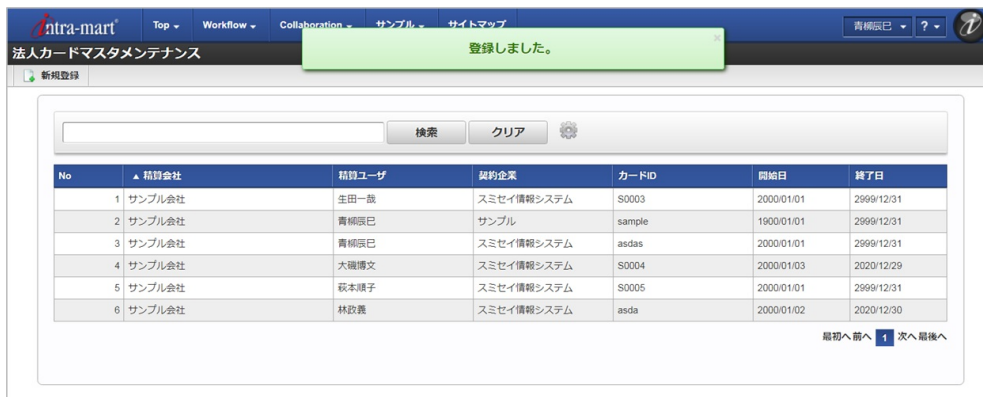 intra-mart Top Workflow Collaboration サンプル サイトマップ 青柳辰巳 ?
登録しました。 ×
法人カードマスタメンテナンス
新規登録
検索 クリア
No ▲ 精算会社 精算ユーザ 契約企業 カードID 開始日 終了日
1 サンプル会社 生田一哉 スミセイ情報システム S0003 2000/01/01 2999/12/31
2 サンプル会社 青柳辰巳 サンプル sample 1900/01/01 2999/12/31
3 サンプル会社 青柳辰巳 スミセイ情報システム asdas 2000/01/01 2999/12/31
4 サンプル会社 大磯博文 スミセイ情報システム S0004 2000/01/03 2020/12/29
5 サンプル会社 萩本順子 スミセイ情報システム S0005 2000/01/01 2999/12/31
6 サンプル会社 林政義 スミセイ情報システム asda 2000/01/02 2020/12/30
最初へ 前へ 1 次へ 最後へ